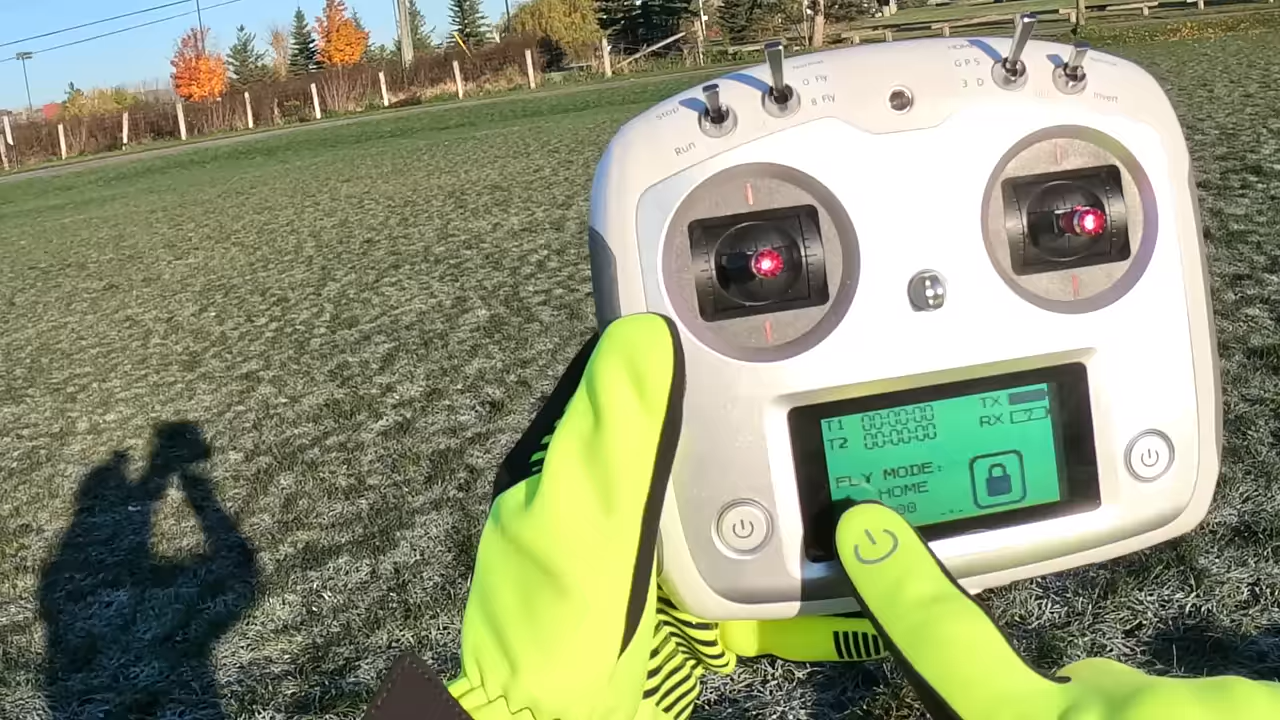 Stop
Run
0 Fly
8 Fly
HOME
GPS
3 D
Invert
T1 00:00:00
T2 00:00:00
TX
RX ?
FLY MODE:
HOME